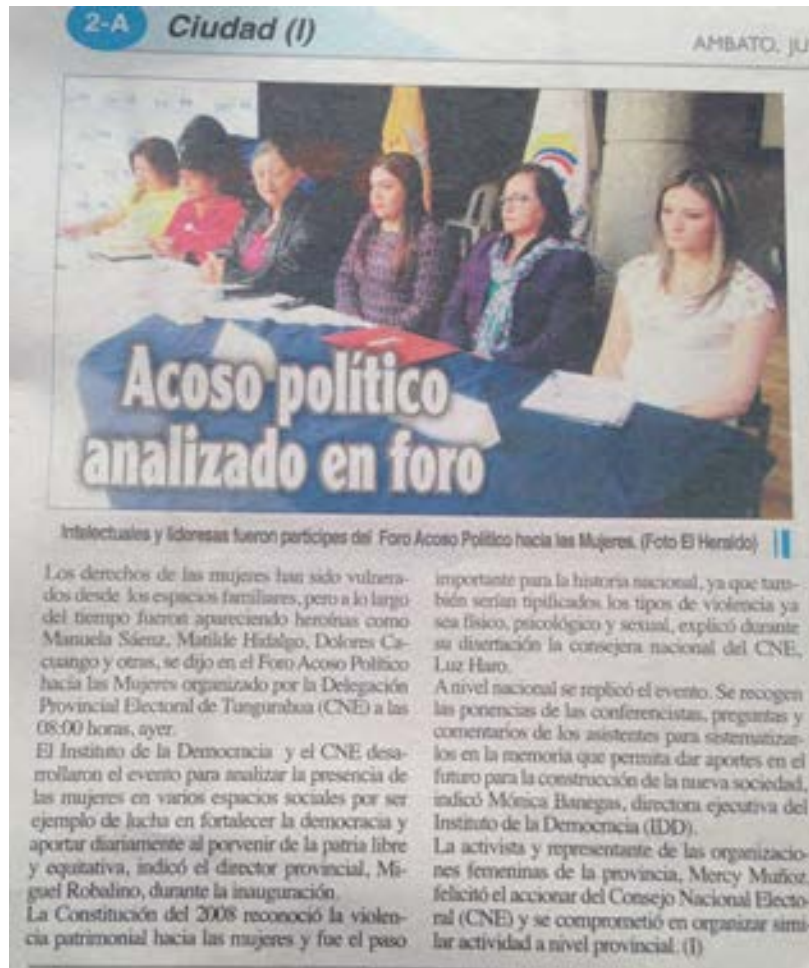 2-A
Ciudad (I)
AMBATO, JU
Acoso político
analizado en foro
Intelectuales y lideresas fueron partícipes del Foro Acoso Político hacia las Mujeres. (Foto El Heraldo)
Los derechos de las mujeres han sido vulnera-
dos desde los espacios familiares, pero a lo largo
del tiempo fueron apareciendo heroínas como
Manuela Sáenz, Matilde Hidalgo, Dolores Ca-
cuango y otras, se dijo en el Foro Acoso Político
hacia las Mujeres organizado por la Delegación
Provincial Electoral de Tungurahua (CNE) a las
08:00 horas, ayer.
El Instituto de la Democracia y el CNE desa-
rrollaron el evento para analizar la presencia de
las mujeres en varios espacios sociales por ser
ejemplo de lucha en fortalecer la democracia y
aportar diariamente al porvenir de la patria libre
y equitativa, indicó el director provincial, Mi-
guel Robalino, durante la inauguración.
La Constitución del 2008 reconoció la violen-
cia patrimonial hacia las mujeres y fue el paso
importante para la historia nacional, ya que tam-
bién serían tipificados los tipos de violencia ya
sea físico, psicológico y sexual, explicó durante
su disertación la consejera nacional del CNE,
Luz Haro.
A nivel nacional se replicó el evento. Se recogen
las ponencias de las conferencistas, preguntas y
comentarios de los asistentes para sistematizar-
los en la memoria que permita dar aportes en el
futuro para la construcción de la nueva sociedad,
indicó Mónica Banegas, directora ejecutiva del
Instituto de la Democracia (IDD).
La activista y representante de las organizacio-
nes femeninas de la provincia, Mercy Muñoz
felicitó el accionar del Consejo Nacional Electo-
ral (CNE) y se comprometió en organizar simi-
lar actividad a nivel provincial. (I)